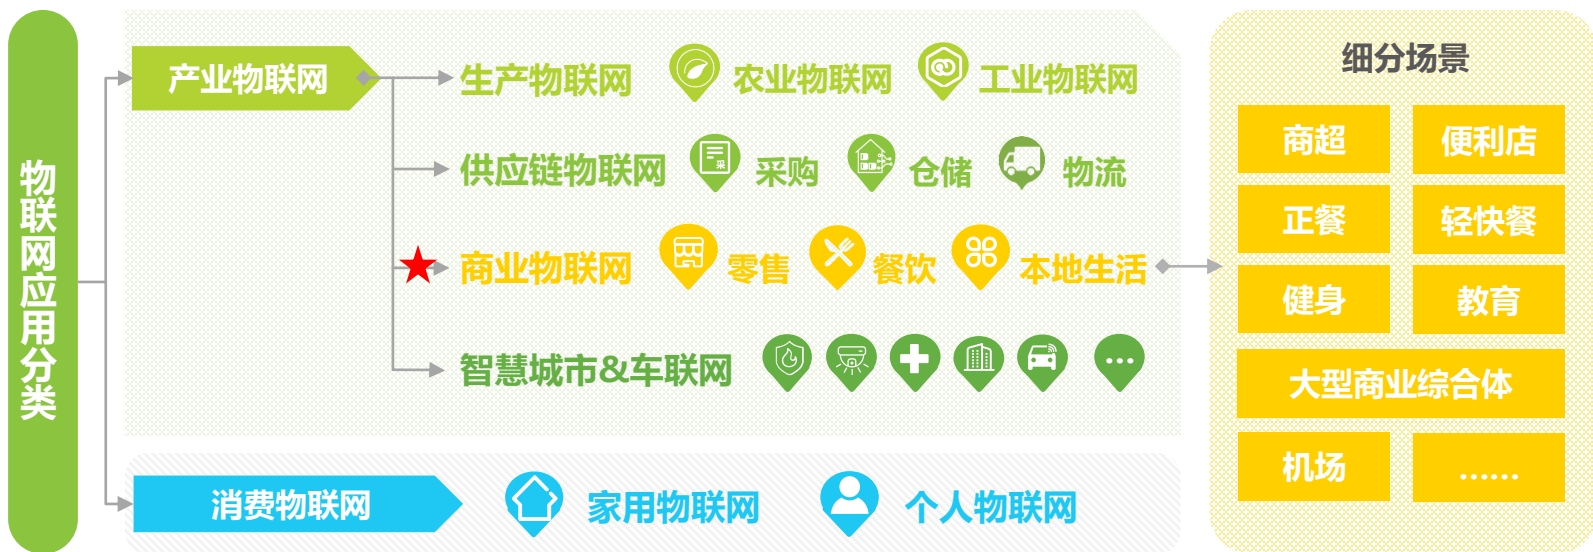 物联网应用分类
产业物联网
生产物联网 农业物联网 工业物联网
供应链物联网 采 采购 仓储 物流
商业物联网 零售 餐饮 本地生活
智慧城市&车联网 ...
消费物联网 家用物联网 个人物联网
细分场景
商超 便利店
正餐 轻快餐
健身 教育
大型商业综合体
机场 ……